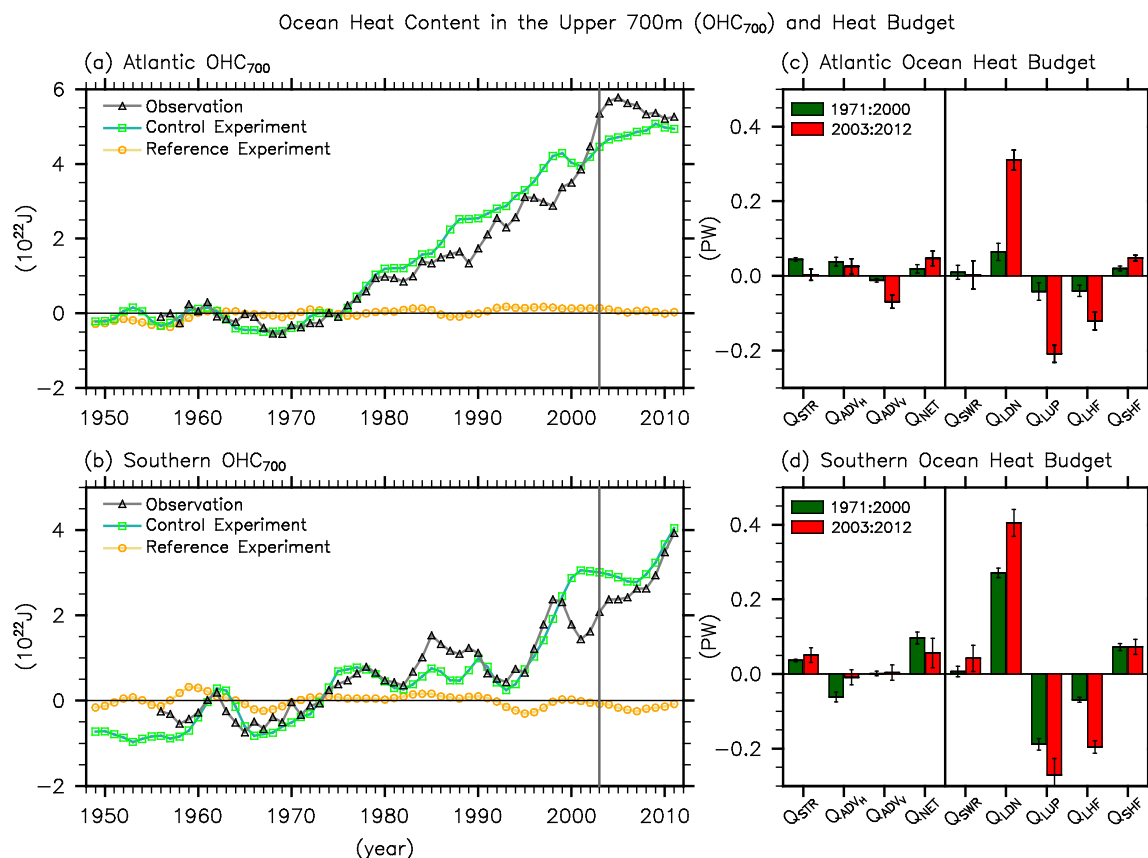 Ocean Heat Content in the Upper 700m (OHC700) and Heat Budget
(a) Atlantic OHC700
Observation
Control Experiment
Reference Experiment
(10^22J)
6
4
2
0
−2
1950 1960 1970 1980 1990 2000 2010
(c) Atlantic Ocean Heat Budget
1971:2000
2003:2012
(PW)
0.4
0.2
0.0
−0.2
QSTR QADVH QADVV QNET QSWR QLDN QLUP QLHF QSHF
(b) Southern OHC700
Observation
Control Experiment
Reference Experiment
(10^22J)
4
2
0
−2
1950 1960 1970 1980 1990 2000 2010
(year)
(d) Southern Ocean Heat Budget
1971:2000
2003:2012
(PW)
0.4
0.2
0.0
−0.2
QSTR QADVH QADVV QNET QSWR QLDN QLUP QLHF QSHF